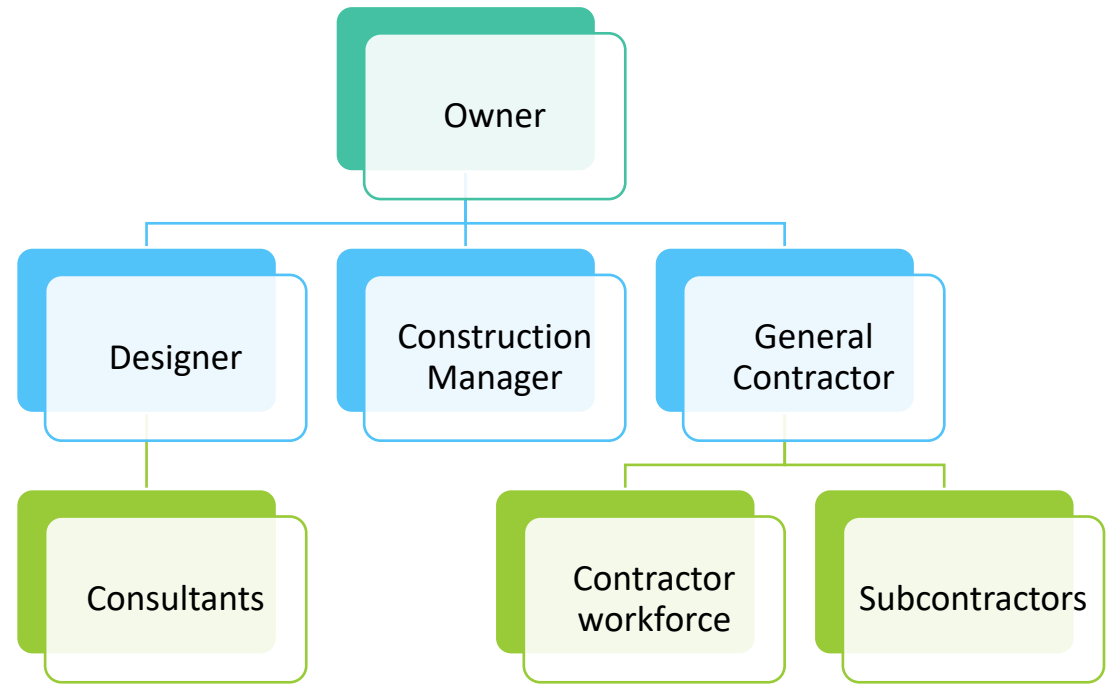 Owner
Designer
Construction
Manager
General
Contractor
Consultants
Contractor
workforce
Subcontractors